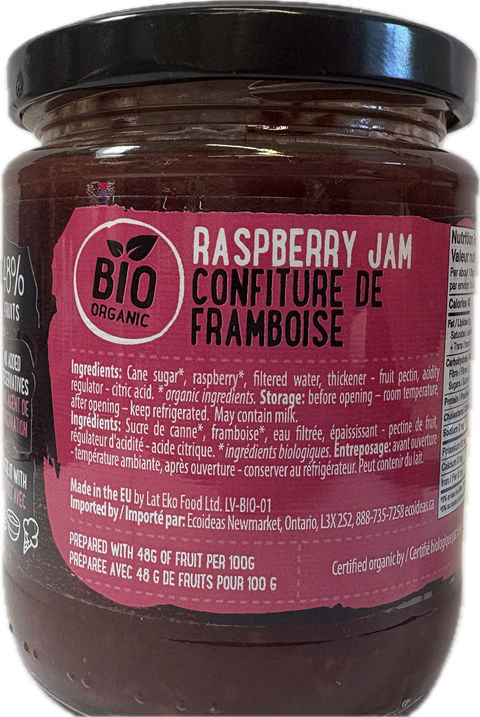 BIO
ORGANIC
RASPBERRY JAM
CONFITURE DE
FRAMBOISE
Ingredients: Cane sugar*, raspberry*, filtered water, thickener - fruit pectin, acidity
regulator - citric acid. *organic ingredients. Storage: before opening – room temperature,
after opening – keep refrigerated. May contain milk.
Ingrédients: Sucre de canne*, framboise*, eau filtrée, épaississant - pectine de fruit,
régulateur d'acidité - acide citrique. *ingrédients biologiques. Entreposage: avant ouverture
- température ambiante, après ouverture - conserver au réfrigérateur. Peut contenir du lait.
Made in the EU by Lat Eko Food Ltd. LV-BIO-01
Imported by / Importé par: Ecoideas Newmarket, Ontario, L3X 2S2, 888-735-7258 ecoideas.ca
PREPARED WITH 48G OF FRUIT PER 100G
PRÉPARÉE AVEC 48 G DE FRUITS POUR 100 G
Certified organic by / Certifié biologique par
8%
FRUITS
ADDED
WITH
AVEC
Nutrition
Valeur
Calories